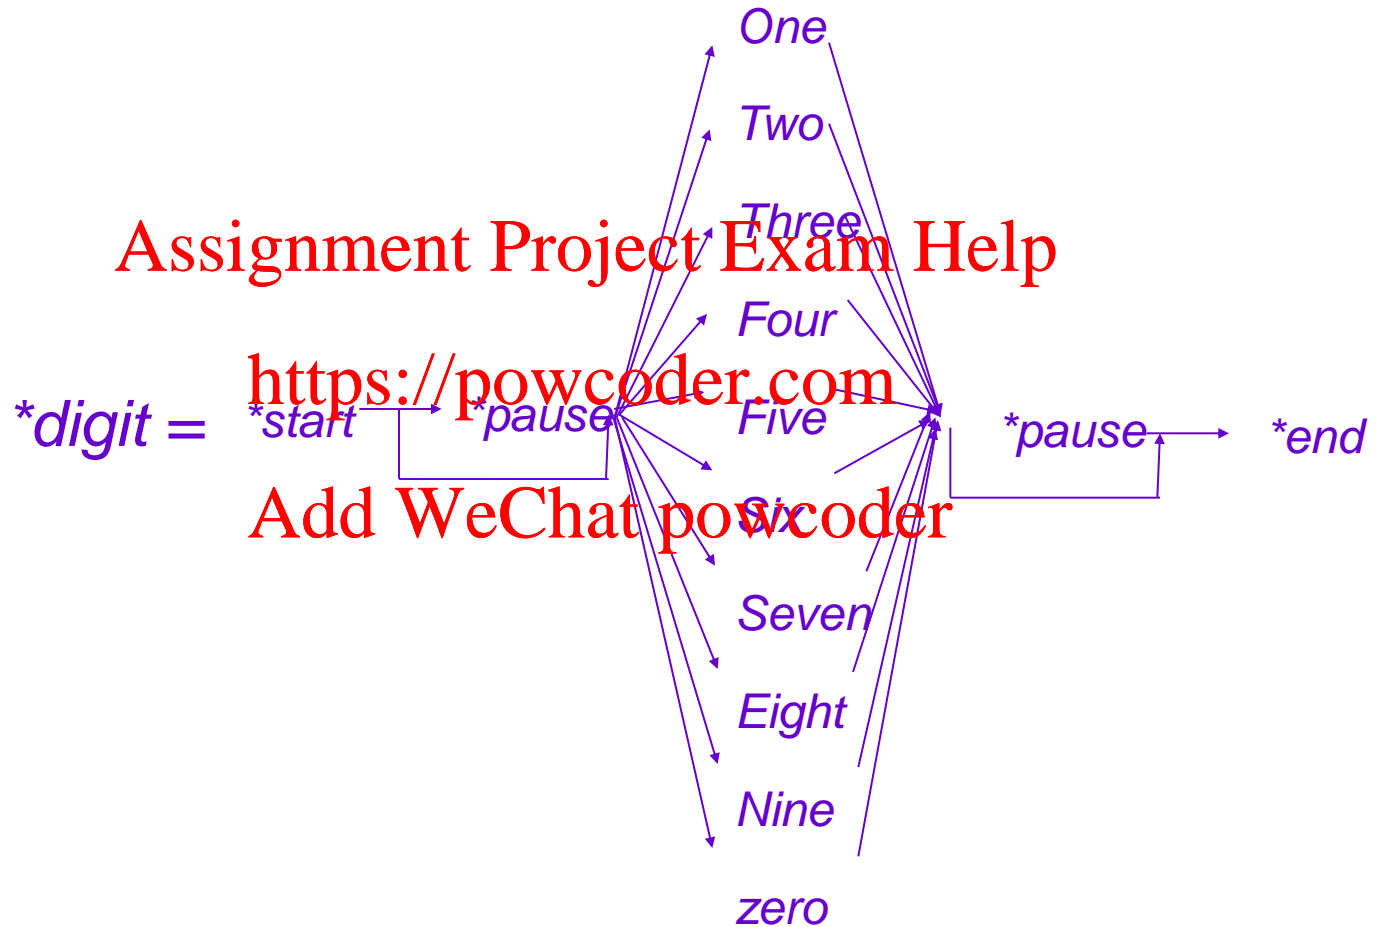 One
Two
Three
Assignment Project Exam Help
Four
https://powcoder.com
*digit = *start *pause Five *pause *end
Six
Add WeChat powcoder
Seven
Eight
Nine
zero